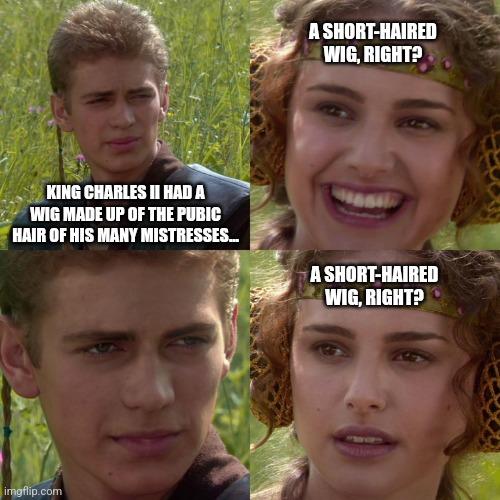 A SHORT-HAIRED
WIG, RIGHT?
KING CHARLES II HAD A
WIG MADE UP OF THE PUBIC
HAIR OF HIS MANY MISTRESSES...
A SHORT-HAIRED
WIG, RIGHT?
imgflip.com